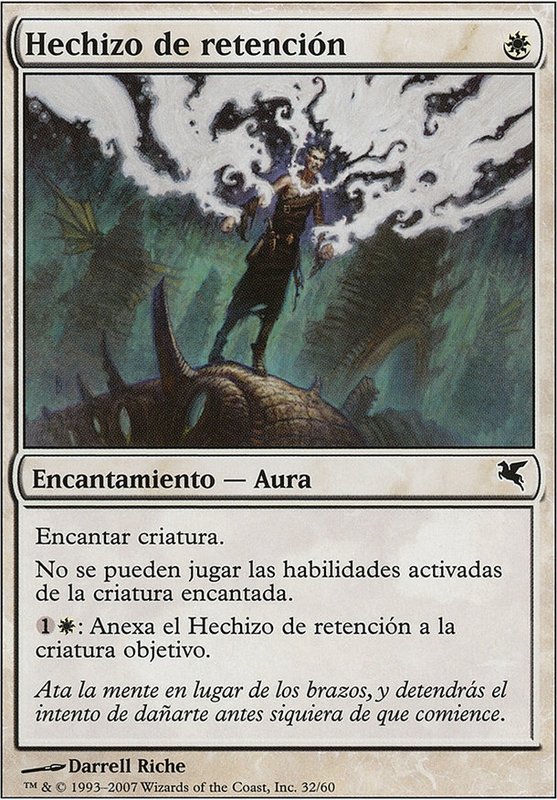 Hechizo de retención
Encantamiento — Aura
Encantar criatura.
No se pueden jugar las habilidades activadas
de la criatura encantada.
1: Anexa el Hechizo de retención a la
criatura objetivo.
Ata la mente en lugar de los brazos, y detendrás el
intento de dañarte antes siquiera de que comience.
Darrell Riche
™ & © 1993–2007 Wizards of the Coast, Inc. 32/60